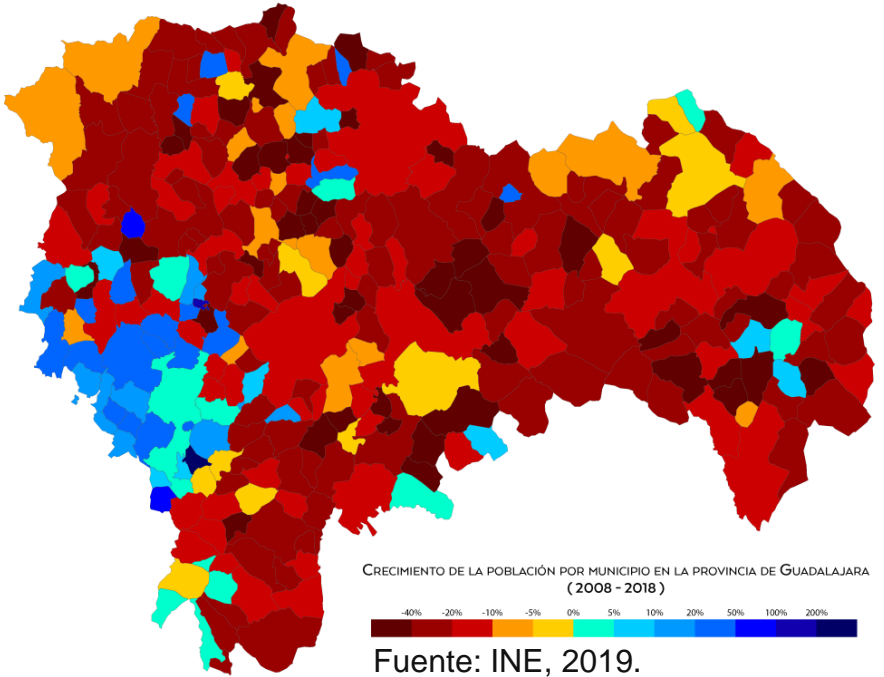 CRECIMIENTO DE LA POBLACIÓN POR MUNICIPIO EN LA PROVINCIA DE GUADALAJARA
(2008 - 2018)
-40% -20% -10% -5% 0% 5% 10% 20% 50% 100% 200%
Fuente: INE, 2019.